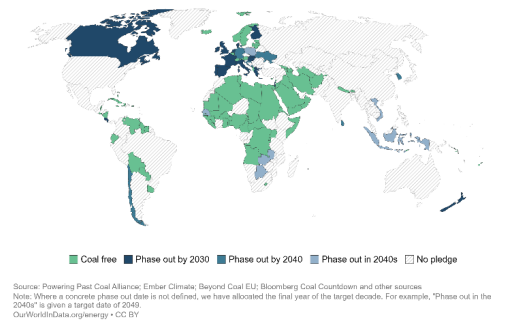 Coal free Phase out by 2030 Phase out by 2040 Phase out in 2040s No pledge
Source: Powering Past Coal Alliance; Ember Climate; Beyond Coal EU; Bloomberg Coal Countdown and other sources
Note: Where a concrete phase out date is not defined, we have allocated the final year of the target decade. For example, "Phase out in the
2040s" is given a target date of 2049.
OurWorldInData.org/energy • CC BY